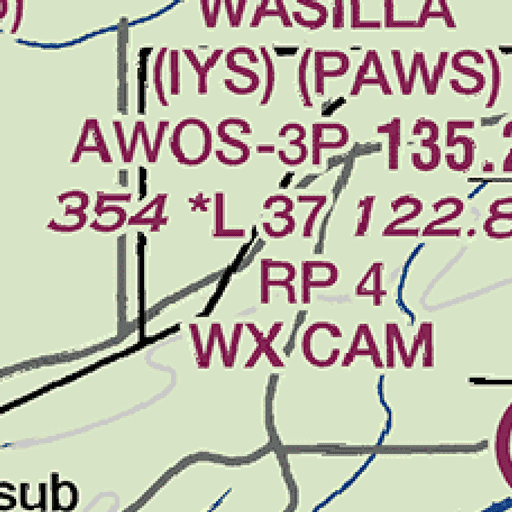 WASILLA
(IYS) (PAWS)
AWOS-3P 135.2
354 *L 37 122.8
RP 4
WX CAM
sub